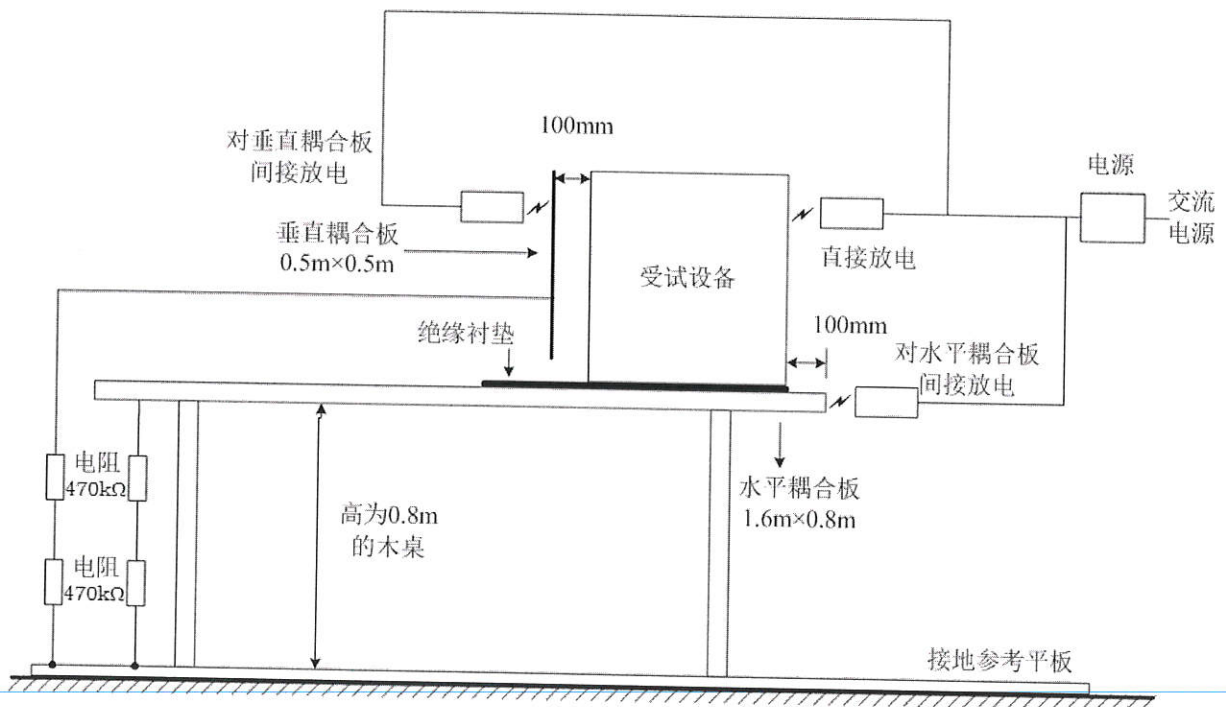 100mm
对垂直耦合板
间接放电
电源
交流
电源
垂直耦合板
0.5m×0.5m
受试设备
直接放电
绝缘衬垫
100mm
对水平耦合板
间接放电
电阻
470kΩ
水平耦合板
1.6m×0.8m
高为0.8m
的木桌
电阻
470kΩ
接地参考平板